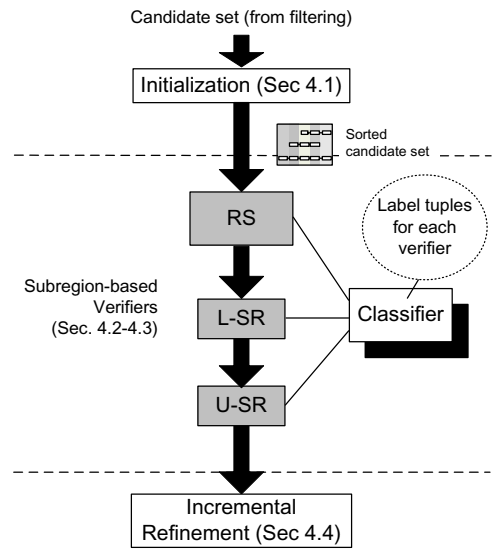 Candidate set (from filtering)
Initialization (Sec 4.1)
Sorted
candidate set
RS
Label tuples
for each
verifier
Subregion-based
Verifiers
(Sec. 4.2-4.3)
L-SR
Classifier
U-SR
Incremental
Refinement (Sec 4.4)